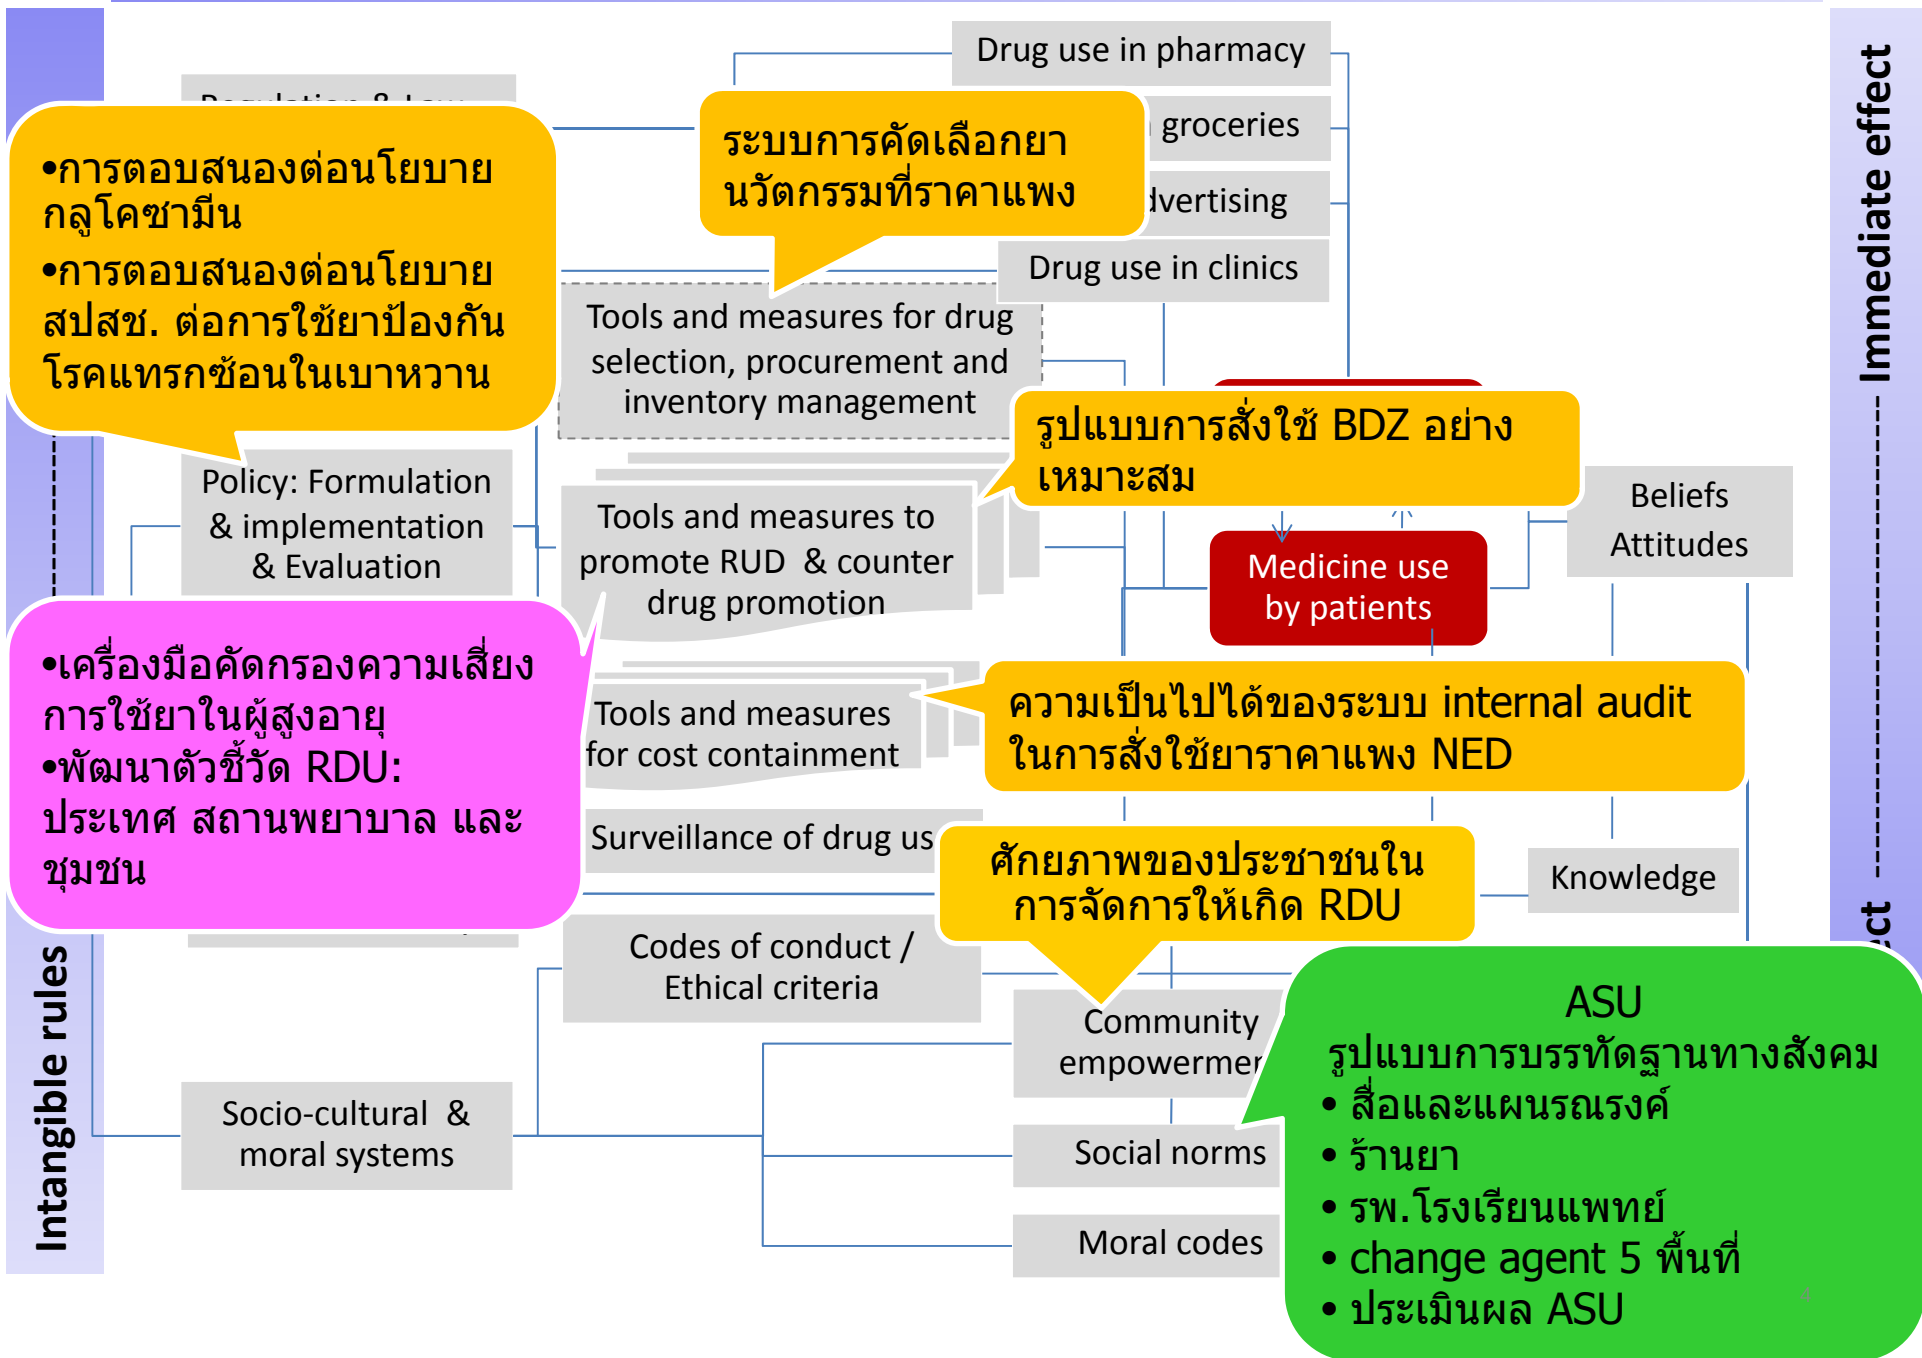 Drug use in pharmacy
groceries
Drug use in clinics
Immediate effect
Regulation & Law
•การตอบสนองต่อนโยบาย
กลูโคซามีน
•การตอบสนองต่อนโยบาย
สปสช. ต่อการใช้ยาป้องกัน
โรคแทรกซ้อนในเบาหวาน
ระบบการคัดเลือกยา
นวัตกรรมที่ราคาแพง
Tools and measures for drug
selection, procurement and
inventory management
รูปแบบการสั่งใช้ BDZ อย่าง
เหมาะสม
Policy: Formulation
& implementation
& Evaluation
Tools and measures to
promote RUD & counter
drug promotion
Medicine use
by patients
Beliefs
Attitudes
•เครื่องมือคัดกรองความเสี่ยง
การใช้ยาในผู้สูงอายุ
•พัฒนาตัวชี้วัด RDU:
ประเทศ สถานพยาบาล และ
ชุมชน
Tools and measures
for cost containment
ความเป็นไปได้ของระบบ internal audit
ในการสั่งใช้ยาราคาแพง NED
Surveillance of drug us
ศักยภาพของประชาชนใน
การจัดการให้เกิด RDU
Knowledge
Intangible rules
Codes of conduct /
Ethical criteria
Community
Socio-cultural &
moral systems
Social norms
Moral codes
ASU
รูปแบบการบรรทัดฐานทางสังคม
• สื่อและแผนรณรงค์
• ร้านยา
• รพ.โรงเรียนแพทย์
• change agent 5 พื้นที่
• ประเมินผล ASU
4